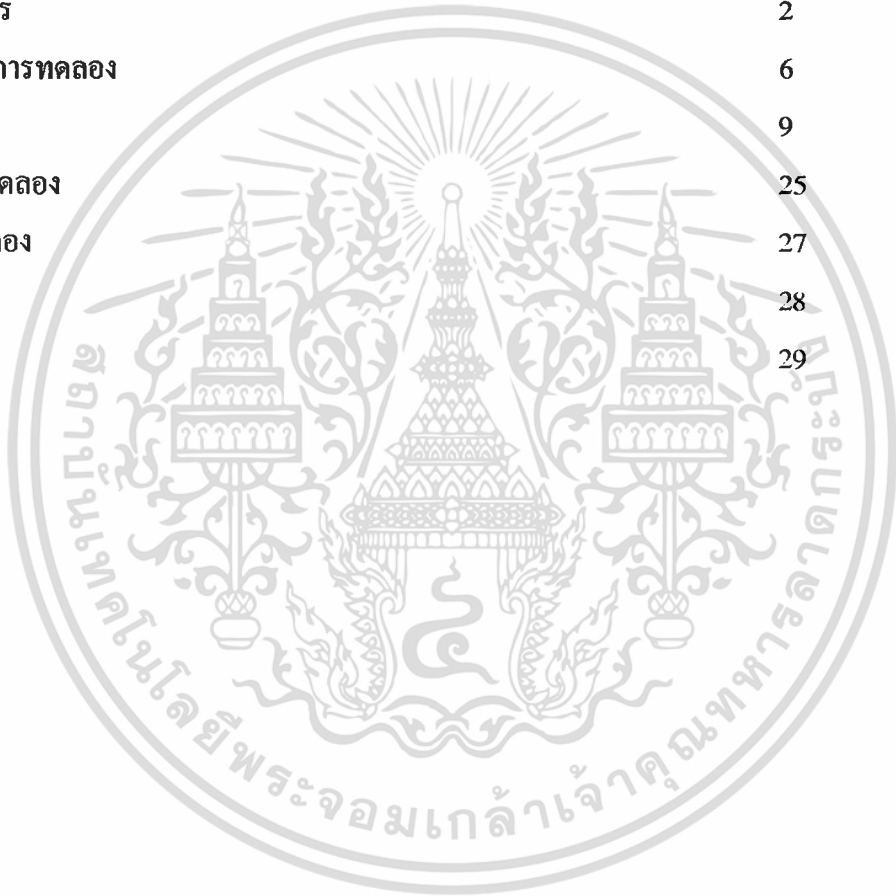 ร 2
การทดลอง 6
9
ดลอง 25
อง 27
28
29
สถาบันเทคโนโลยีพระจอมเกล้าเจ้าคุณทหารลาดกระบัง